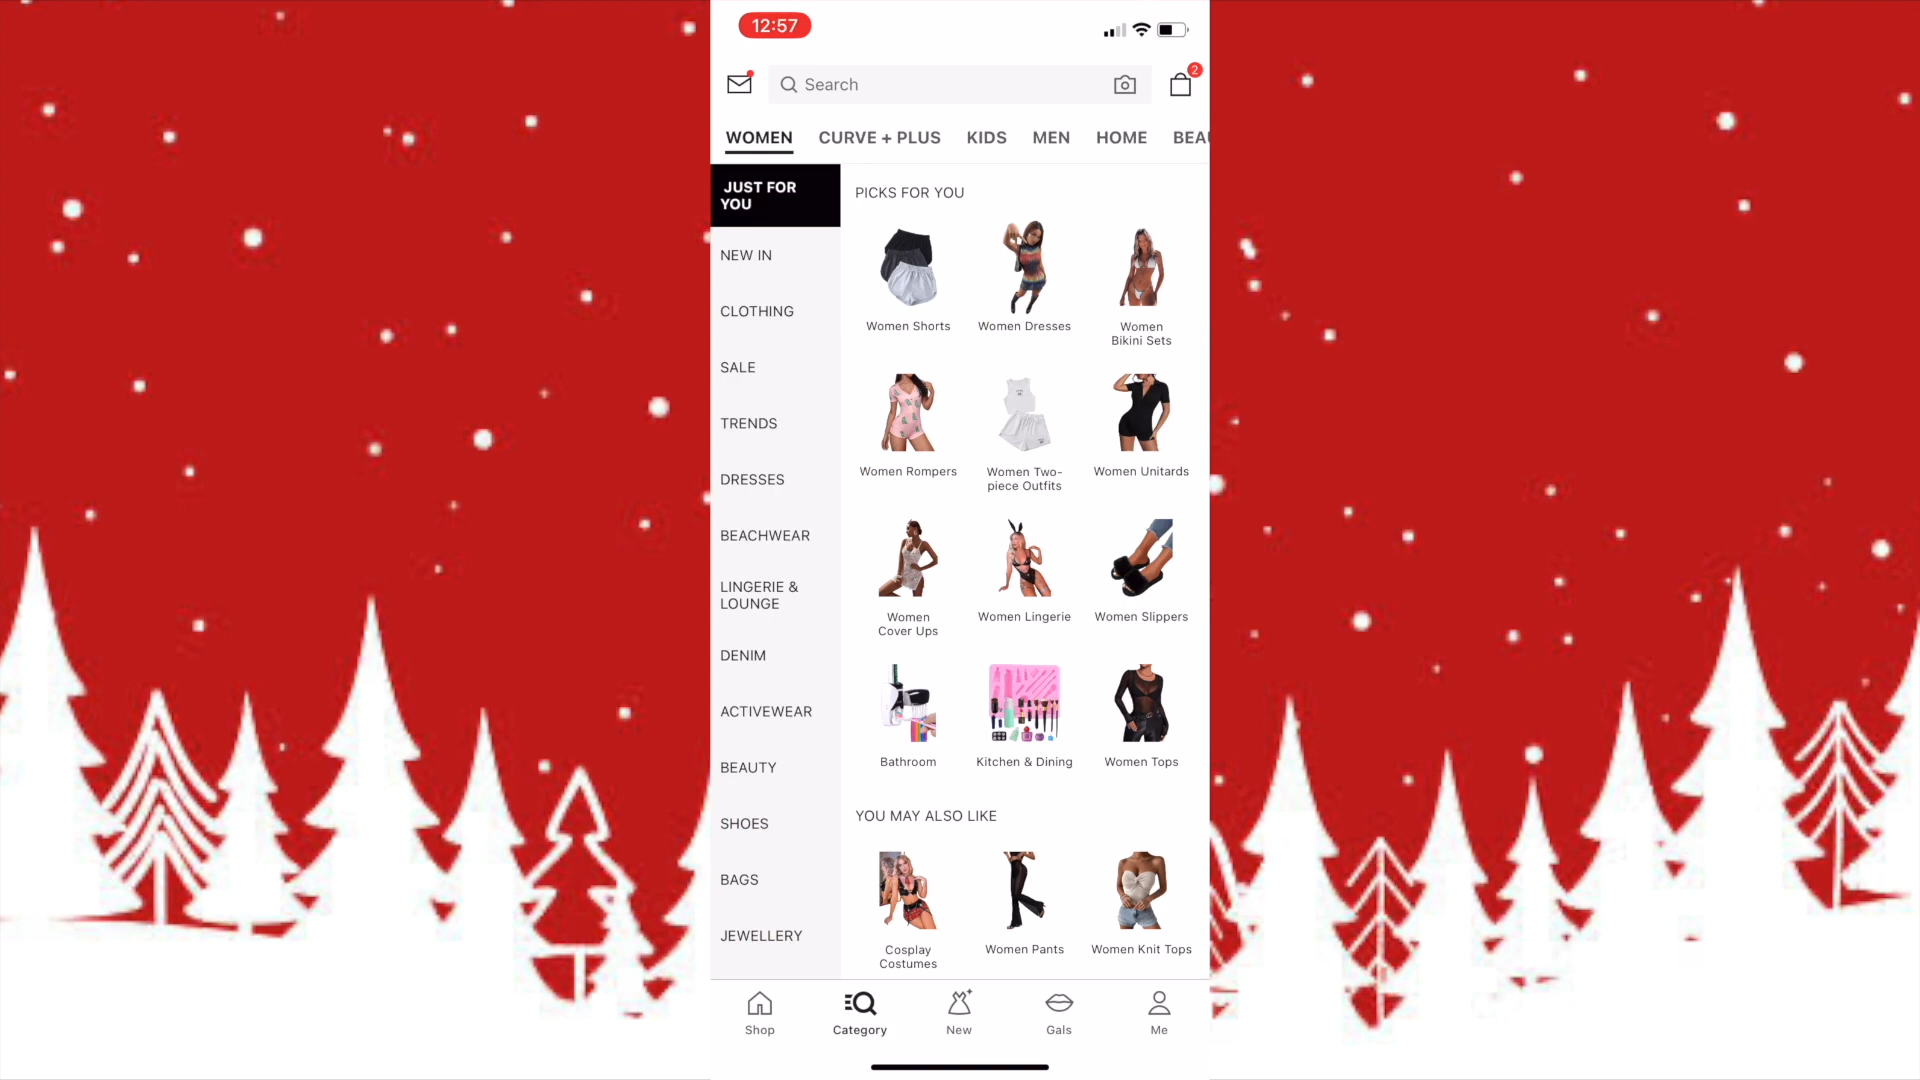 12:57
Search
2
WOMEN CURVE + PLUS KIDS MEN HOME BEAU
JUST FOR
YOU
NEW IN
CLOTHING
SALE
TRENDS
DRESSES
BEACHWEAR
LINGERIE &
LOUNGE
DENIM
ACTIVEWEAR
BEAUTY
SHOES
BAGS
JEWELLERY
PICKS FOR YOU
Women Shorts
Women Dresses
Women
Bikini Sets
Women Rompers
Women Two-
piece Outfits
Women Unitards
Women
Cover Ups
Women Lingerie
Women Slippers
Bathroom
Kitchen & Dining
Women Tops
YOU MAY ALSO LIKE
Cosplay
Costumes
Women Pants
Women Knit Tops
Shop
Category
New
Gals
Me